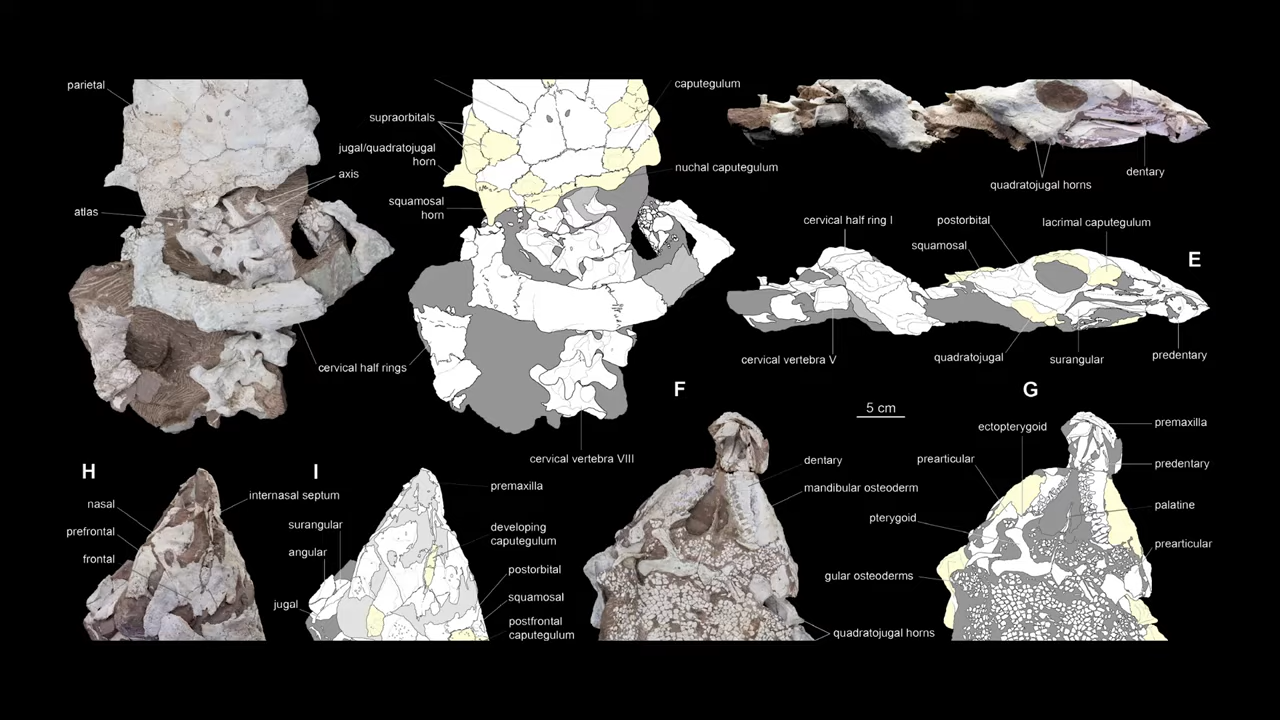 parietal
atlas
axis
cervical half rings
supraorbitals
jugal/quadratojugal
horn
squamosal
horn
caputegulum
nuchal caputegulum
cervical vertebra VIII
quadratojugal horns
dentary
cervical half ring I
postorbital
squamosal
lacrimal caputegulum
E
cervical vertebra V
quadratojugal
surangular
predentary
5 cm
H
nasal
prefrontal
frontal
internasal septum
I
surangular
angular
jugal
premaxilla
developing
caputegulum
postorbital
squamosal
postfrontal
caputegulum
F
dentary
mandibular osteoderm
quadratojugal horns
G
ectopterygoid
prearticular
pterygoid
gular osteoderms
premaxilla
predentary
palatine
prearticular